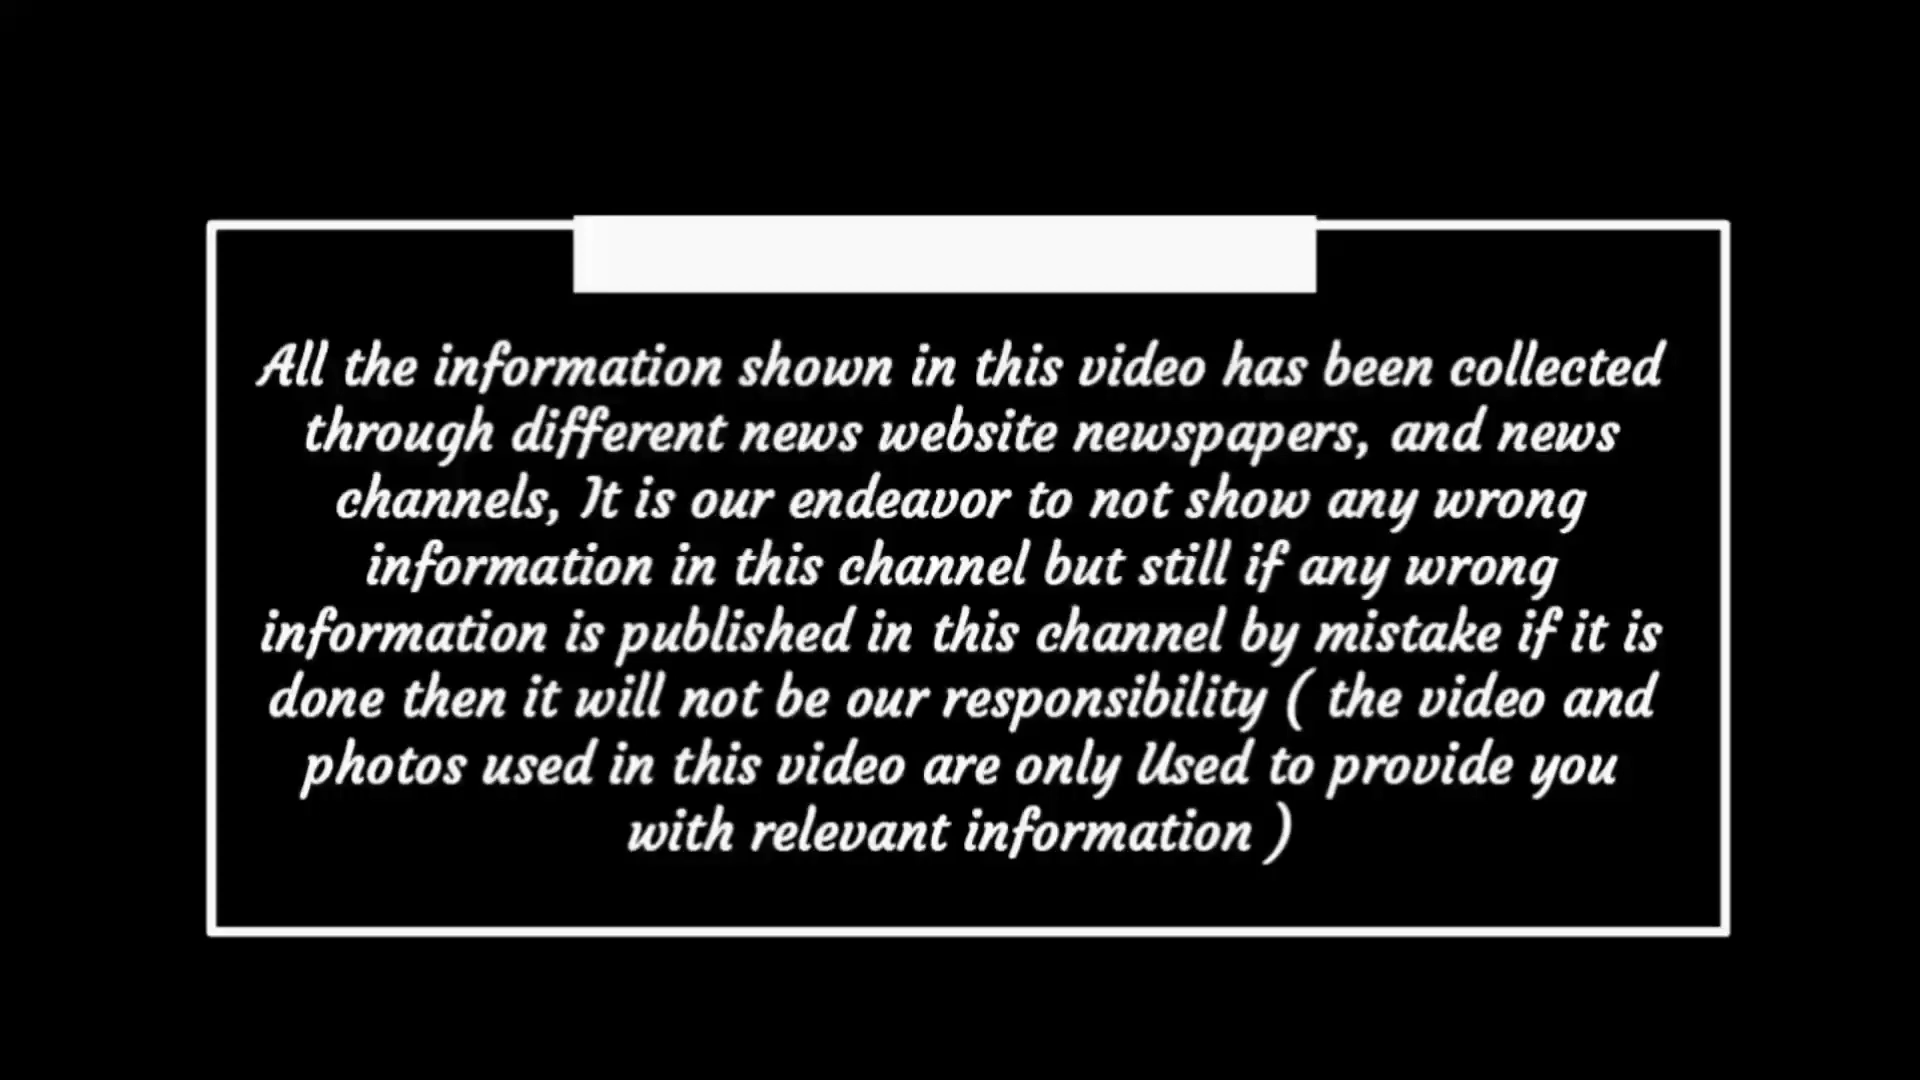 All the information shown in this video has been collected
through different news website newspapers, and news
channels, It is our endeavor to not show any wrong
information in this channel but still if any wrong
information is published in this channel by mistake if it is
done then it will not be our responsibility ( the video and
photos used in this video are only Used to provide you
with relevant information )